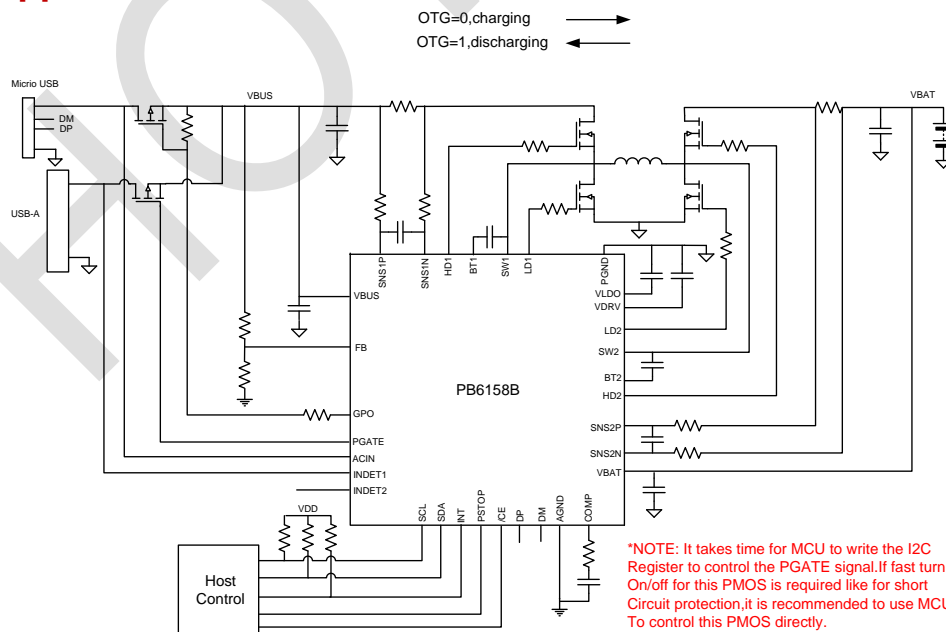 OTG=0,charging
OTG=1,discharging
Micrio USB
DM
DP
VBUS
VBAT
USB-A
SNS1P
SNS1N
HD1
BT1
SW1
LD1
PGND
VBUS
VLDO
VDRV
LD2
FB
SW2
BT2
PB6158B
HD2
GPO
SNS2P
PGATE
ACIN
SNS2N
INDET1
VBAT
INDET2
SCL
SDA
INT
PSTOP
/CE
DP
DM
AGND
COMP
VDD
Host
Control
*NOTE: It takes time for MCU to write the I2C
Register to control the PGATE signal.If fast turn
On/off for this PMOS is required like for short
Circuit protection,it is recommended to use MCU
To control this PMOS directly.